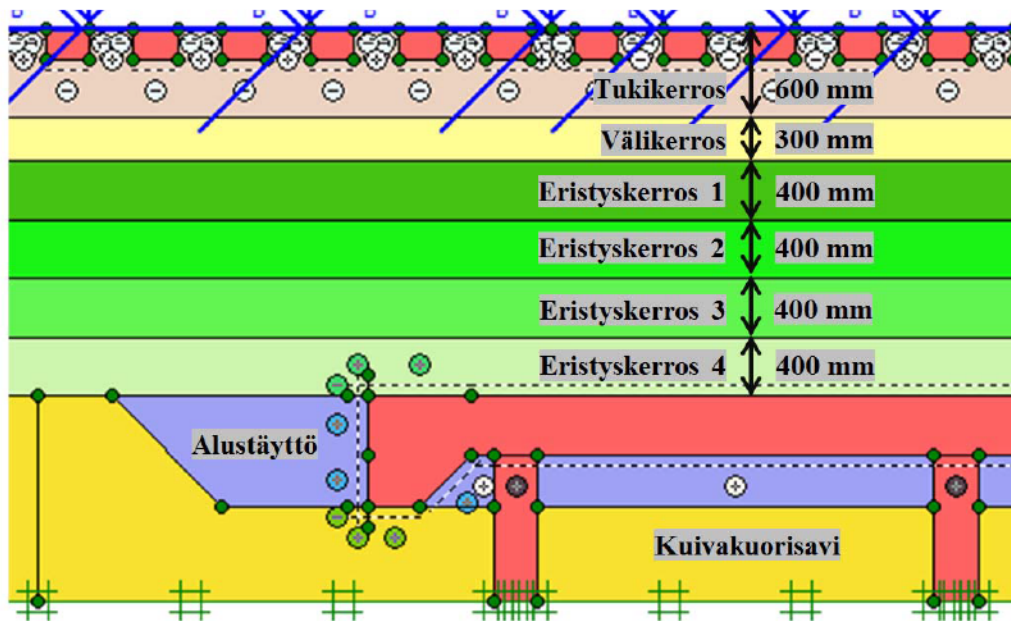 Tukikerros 600 mm
Välikerros 300 mm
Eristyskerros 1 400 mm
Eristyskerros 2 400 mm
Eristyskerros 3 400 mm
Eristyskerros 4 400 mm
Alustäyttö
Kuivakuorisavi